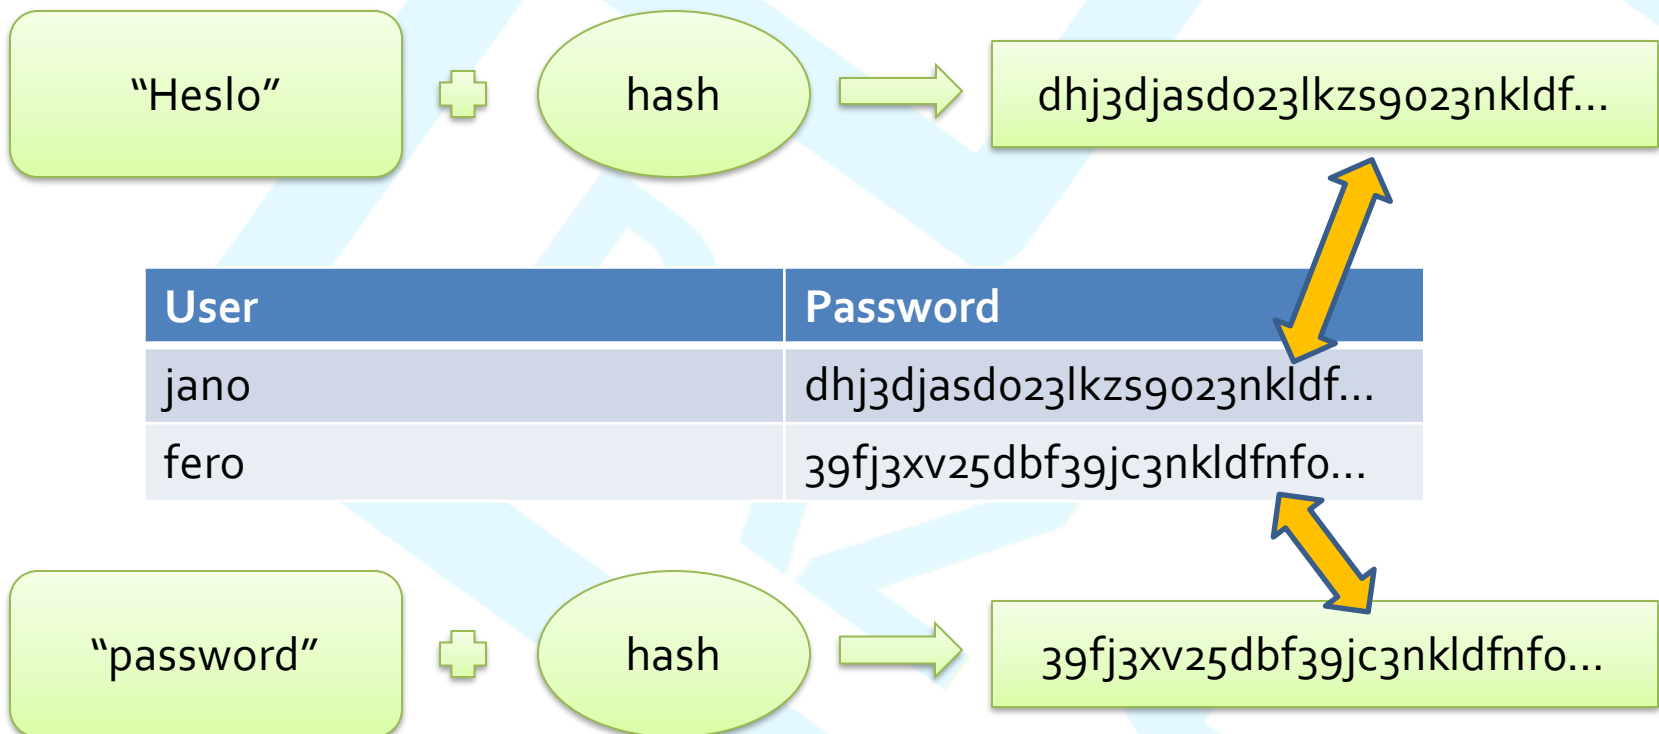 “Heslo” hash dhj3djasd023lkzs9023nkldf...
User Password
jano dhj3djasd023lkzs9023nkldf...
fero 39fj3xv25dbf39jc3nkldfnfo...
“password” hash 39fj3xv25dbf39jc3nkldfnfo...